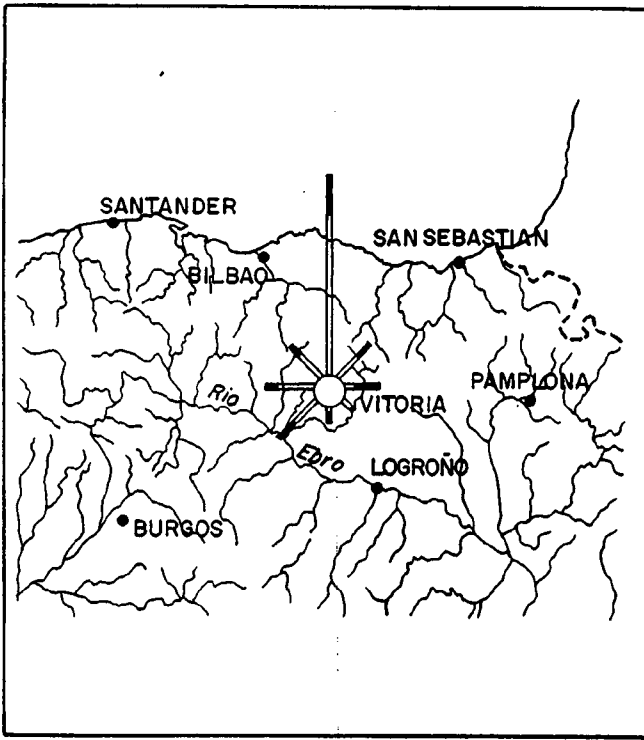 SANTANDER
SAN SEBASTIAN
BILBAO
PAMPLONA
Rio
VITORIA
Ebro
LOGROÑO
BURGOS